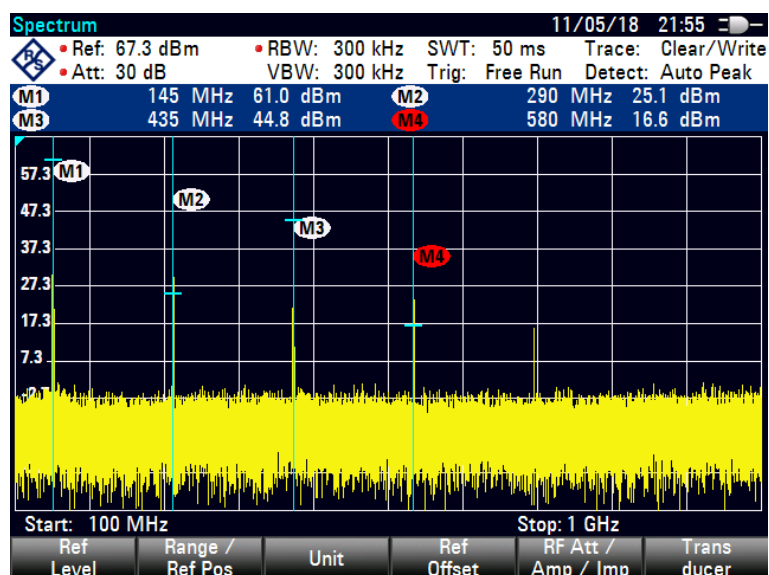 Spectrum 11/05/18 21:55
R&S Ref: 67.3 dBm RBW: 300 kHz SWT: 50 ms Trace: Clear/Write
Att: 30 dB VBW: 300 kHz Trig: Free Run Detect: Auto Peak
M1 145 MHz 61.0 dBm M2 290 MHz 25.1 dBm
M3 435 MHz 44.8 dBm M4 580 MHz 16.6 dBm
57.3 M1
47.3 M2
37.3 M3
27.3 M4
17.3
7.3
-2.7
Start: 100 MHz Stop: 1 GHz
Ref Level Range / Ref Pos Unit Ref Offset RF Att / Amp / Imp Trans ducer